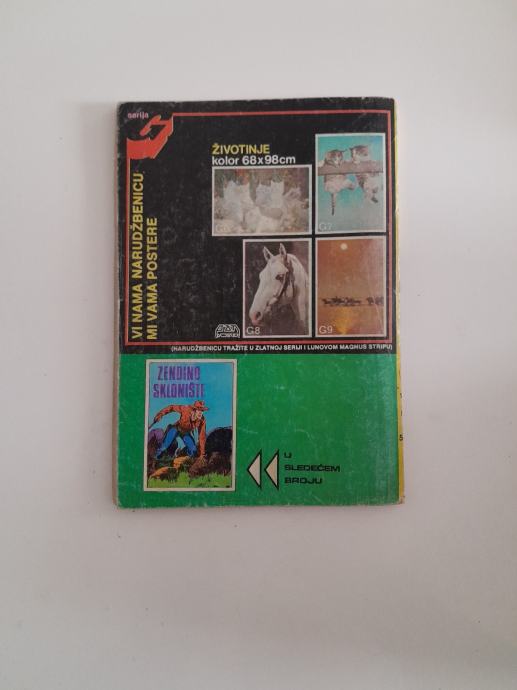 serija
ŽIVOTINJE
kolor 68x98cm
VI NAMA NARUDŽBENICU,
MI VAMA POSTERE
G7
G8
G9
(NARUDŽBENICU TRAŽITE U ZLATNOJ SERIJI I LUNOVOM MAGNUS STRIPU)
ZENDINO
SKLONIŠTE
U
SLEDEĆEM
BROJU